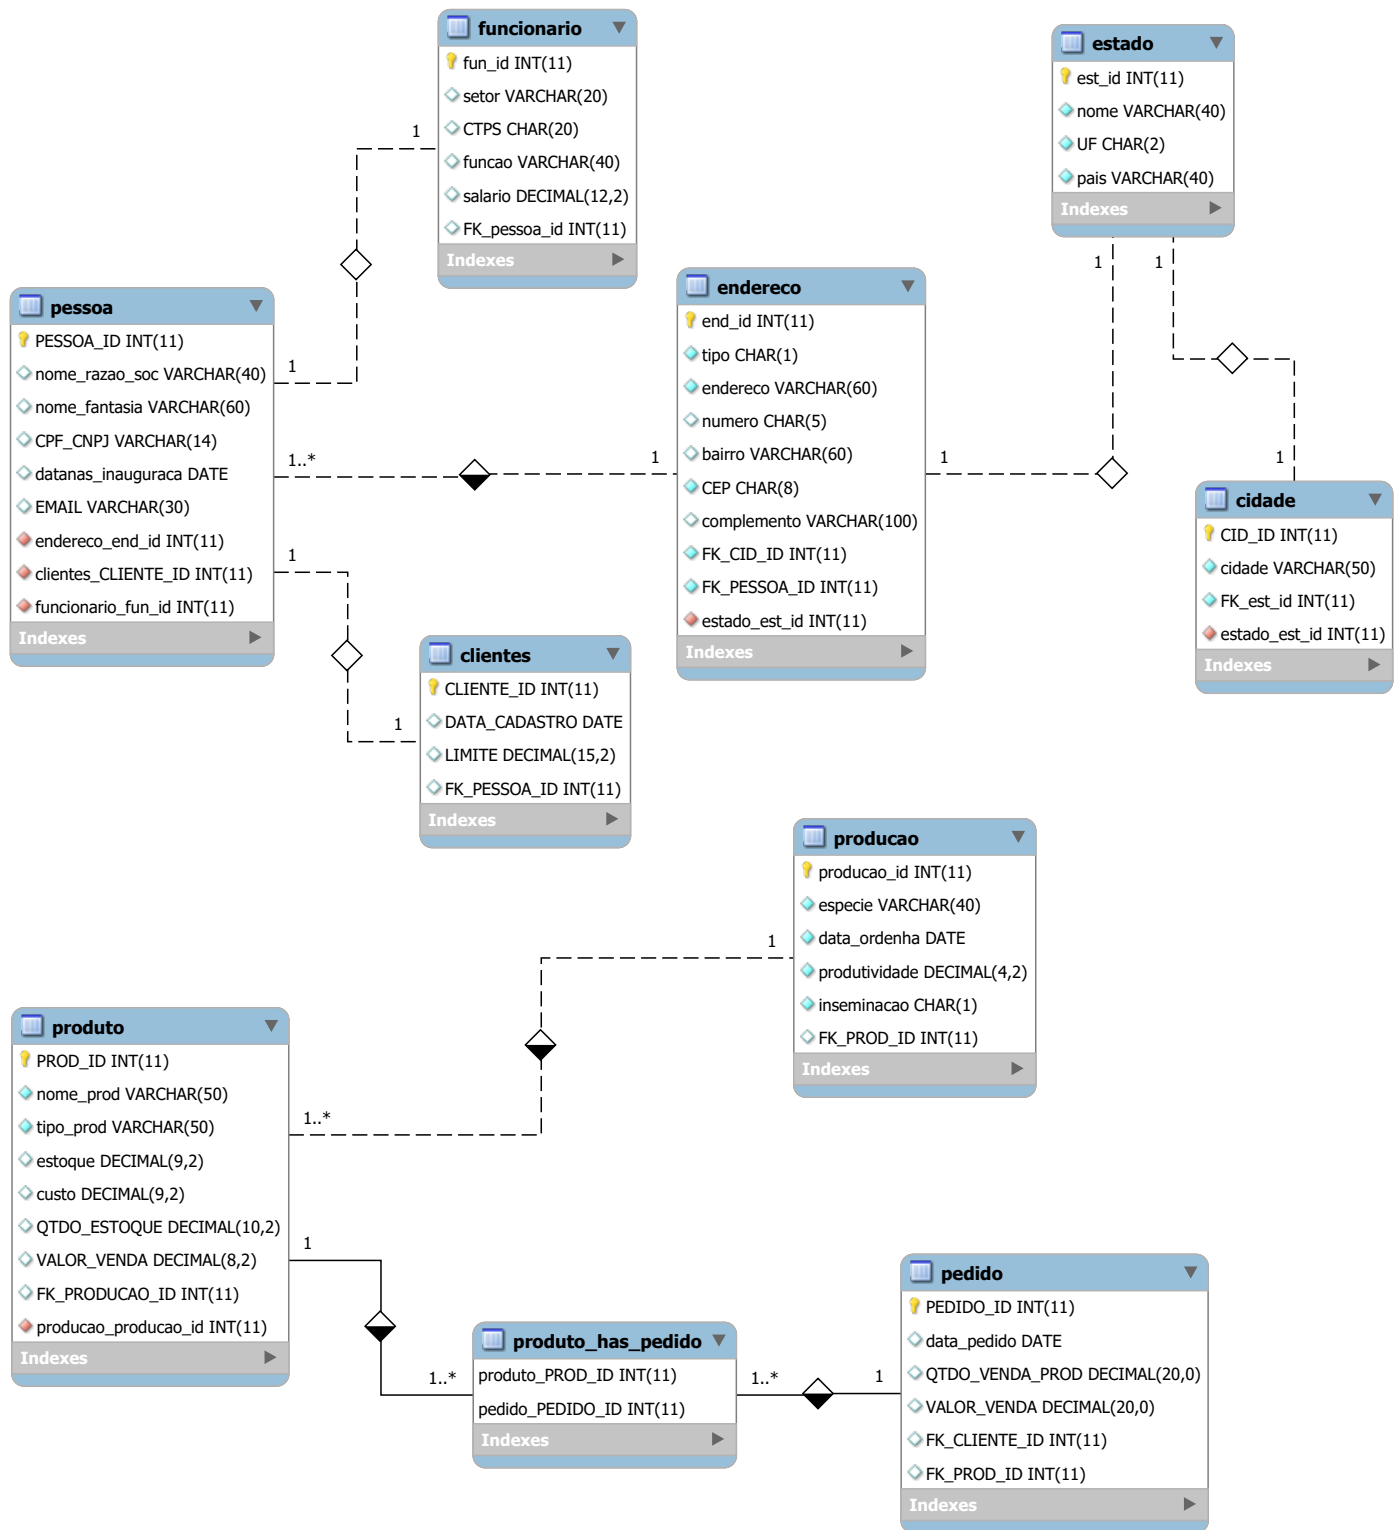 funcionario
fun_id INT(11)
setor VARCHAR(20)
CTPS CHAR(20)
funcao VARCHAR(40)
salario DECIMAL(12,2)
FK_pessoa_id INT(11)
Indexes
estado
est_id INT(11)
nome VARCHAR(40)
UF CHAR(2)
pais VARCHAR(40)
Indexes
1
1
1
pessoa
PESSOA_ID INT(11)
nome_razao_soc VARCHAR(40)
nome_fantasia VARCHAR(60)
CPF_CNPJ VARCHAR(14)
datanas_inauguraca DATE
EMAIL VARCHAR(30)
endereco_end_id INT(11)
clientes_CLIENTE_ID INT(11)
funcionario_fun_id INT(11)
Indexes
1
1..*
1
1
endereco
end_id INT(11)
tipo CHAR(1)
endereco VARCHAR(60)
numero CHAR(5)
bairro VARCHAR(60)
CEP CHAR(8)
complemento VARCHAR(100)
FK_CID_ID INT(11)
FK_PESSOA_ID INT(11)
estado_est_id INT(11)
Indexes
1
1
cidade
CID_ID INT(11)
cidade VARCHAR(50)
FK_est_id INT(11)
estado_est_id INT(11)
Indexes
clientes
CLIENTE_ID INT(11)
DATA_CADASTRO DATE
LIMITE DECIMAL(15,2)
FK_PESSOA_ID INT(11)
Indexes
1
producao
producao_id INT(11)
especie VARCHAR(40)
data_ordenha DATE
produtividade DECIMAL(4,2)
inseminacao CHAR(1)
FK_PROD_ID INT(11)
Indexes
1
produto
PROD_ID INT(11)
nome_prod VARCHAR(50)
tipo_prod VARCHAR(50)
estoque DECIMAL(9,2)
custo DECIMAL(9,2)
QTDO_ESTOQUE DECIMAL(10,2)
VALOR_VENDA DECIMAL(8,2)
FK_PRODUCAO_ID INT(11)
producao_producao_id INT(11)
Indexes
1..*
1
1..*
produto_has_pedido
produto_PROD_ID INT(11)
pedido_PEDIDO_ID INT(11)
Indexes
1..*
1
pedido
PEDIDO_ID INT(11)
data_pedido DATE
QTDO_VENDA_PROD DECIMAL(20,0)
VALOR_VENDA DECIMAL(20,0)
FK_CLIENTE_ID INT(11)
FK_PROD_ID INT(11)
Indexes